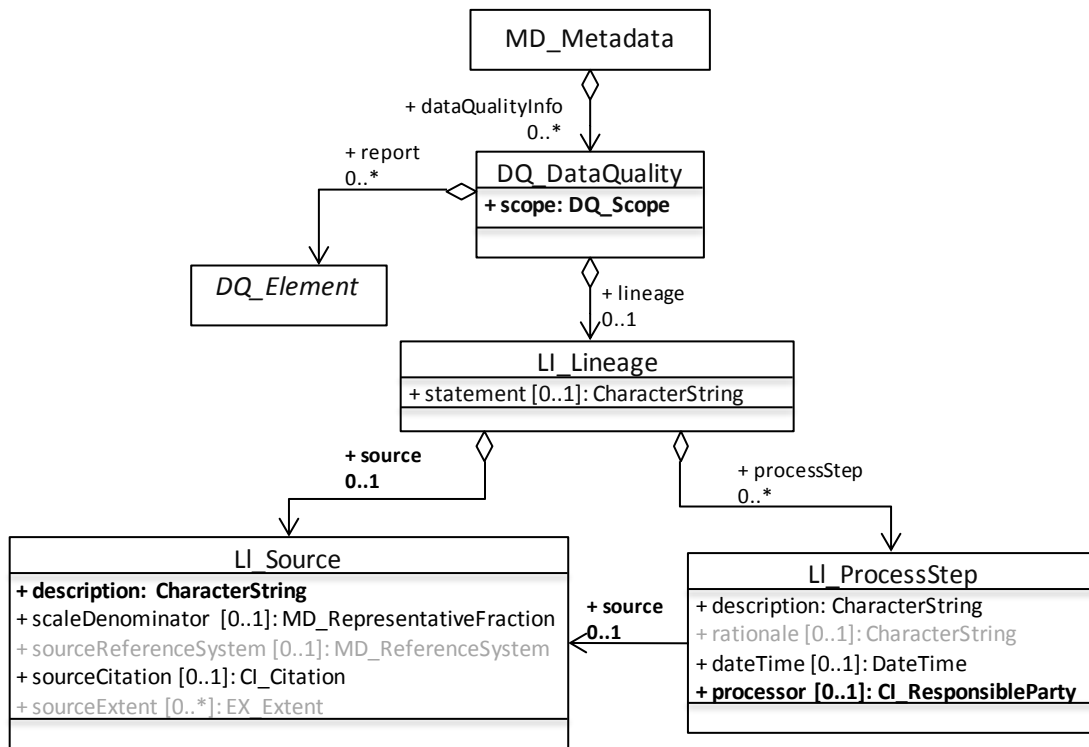 MD_Metadata
+ dataQualityInfo
0..*
+ report
0..*
DQ_DataQuality
+ scope: DQ_Scope
DQ_Element
+ lineage
0..1
LI_Lineage
+ statement [0..1]: CharacterString
+ source
0..1
+ processStep
0..*
LI_Source
+ description: CharacterString
+ scaleDenominator [0..1]: MD_RepresentativeFraction
+ sourceReferenceSystem [0..1]: MD_ReferenceSystem
+ sourceCitation [0..1]: CI_Citation
+ sourceExtent [0..*]: EX_Extent
+ source
0..1
LI_ProcessStep
+ description: CharacterString
+ rationale [0..1]: CharacterString
+ dateTime [0..1]: DateTime
+ processor [0..1]: CI_ResponsibleParty